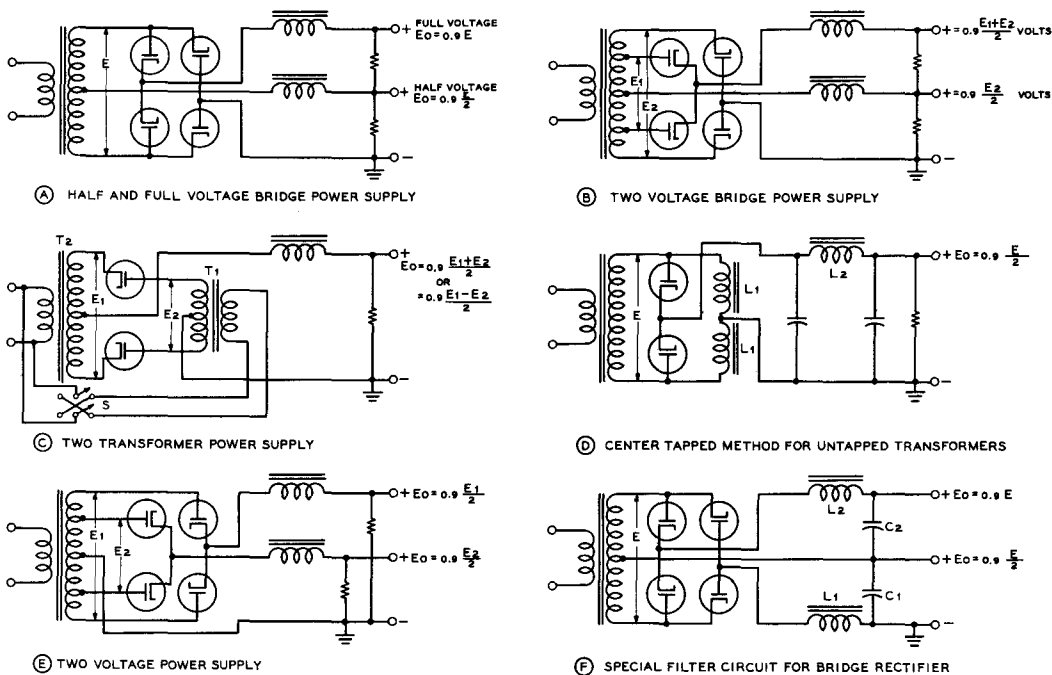 FULL VOLTAGE
EO = 0.9 E
E
HALF VOLTAGE
EO = 0.9 E/2
+
+
−
Ⓐ HALF AND FULL VOLTAGE BRIDGE POWER SUPPLY
+ = 0.9 E1+E2/2 VOLTS
E1
E2
+ = 0.9 E2/2 VOLTS
−
Ⓑ TWO VOLTAGE BRIDGE POWER SUPPLY
T2
T1
+
EO = 0.9 E1+E2/2
OR
= 0.9 E1−E2/2
E1
E2
−
S
Ⓒ TWO TRANSFORMER POWER SUPPLY
+ EO = 0.9 E/2
L2
L1
E
L1
−
Ⓓ CENTER TAPPED METHOD FOR UNTAPPED TRANSFORMERS
+ EO = 0.9 E1/2
E1
E2
+ EO = 0.9 E2/2
−
Ⓔ TWO VOLTAGE POWER SUPPLY
+ EO = 0.9 E
L2
E
C2
+ EO = 0.9 E/2
L1
C1
−
Ⓕ SPECIAL FILTER CIRCUIT FOR BRIDGE RECTIFIER